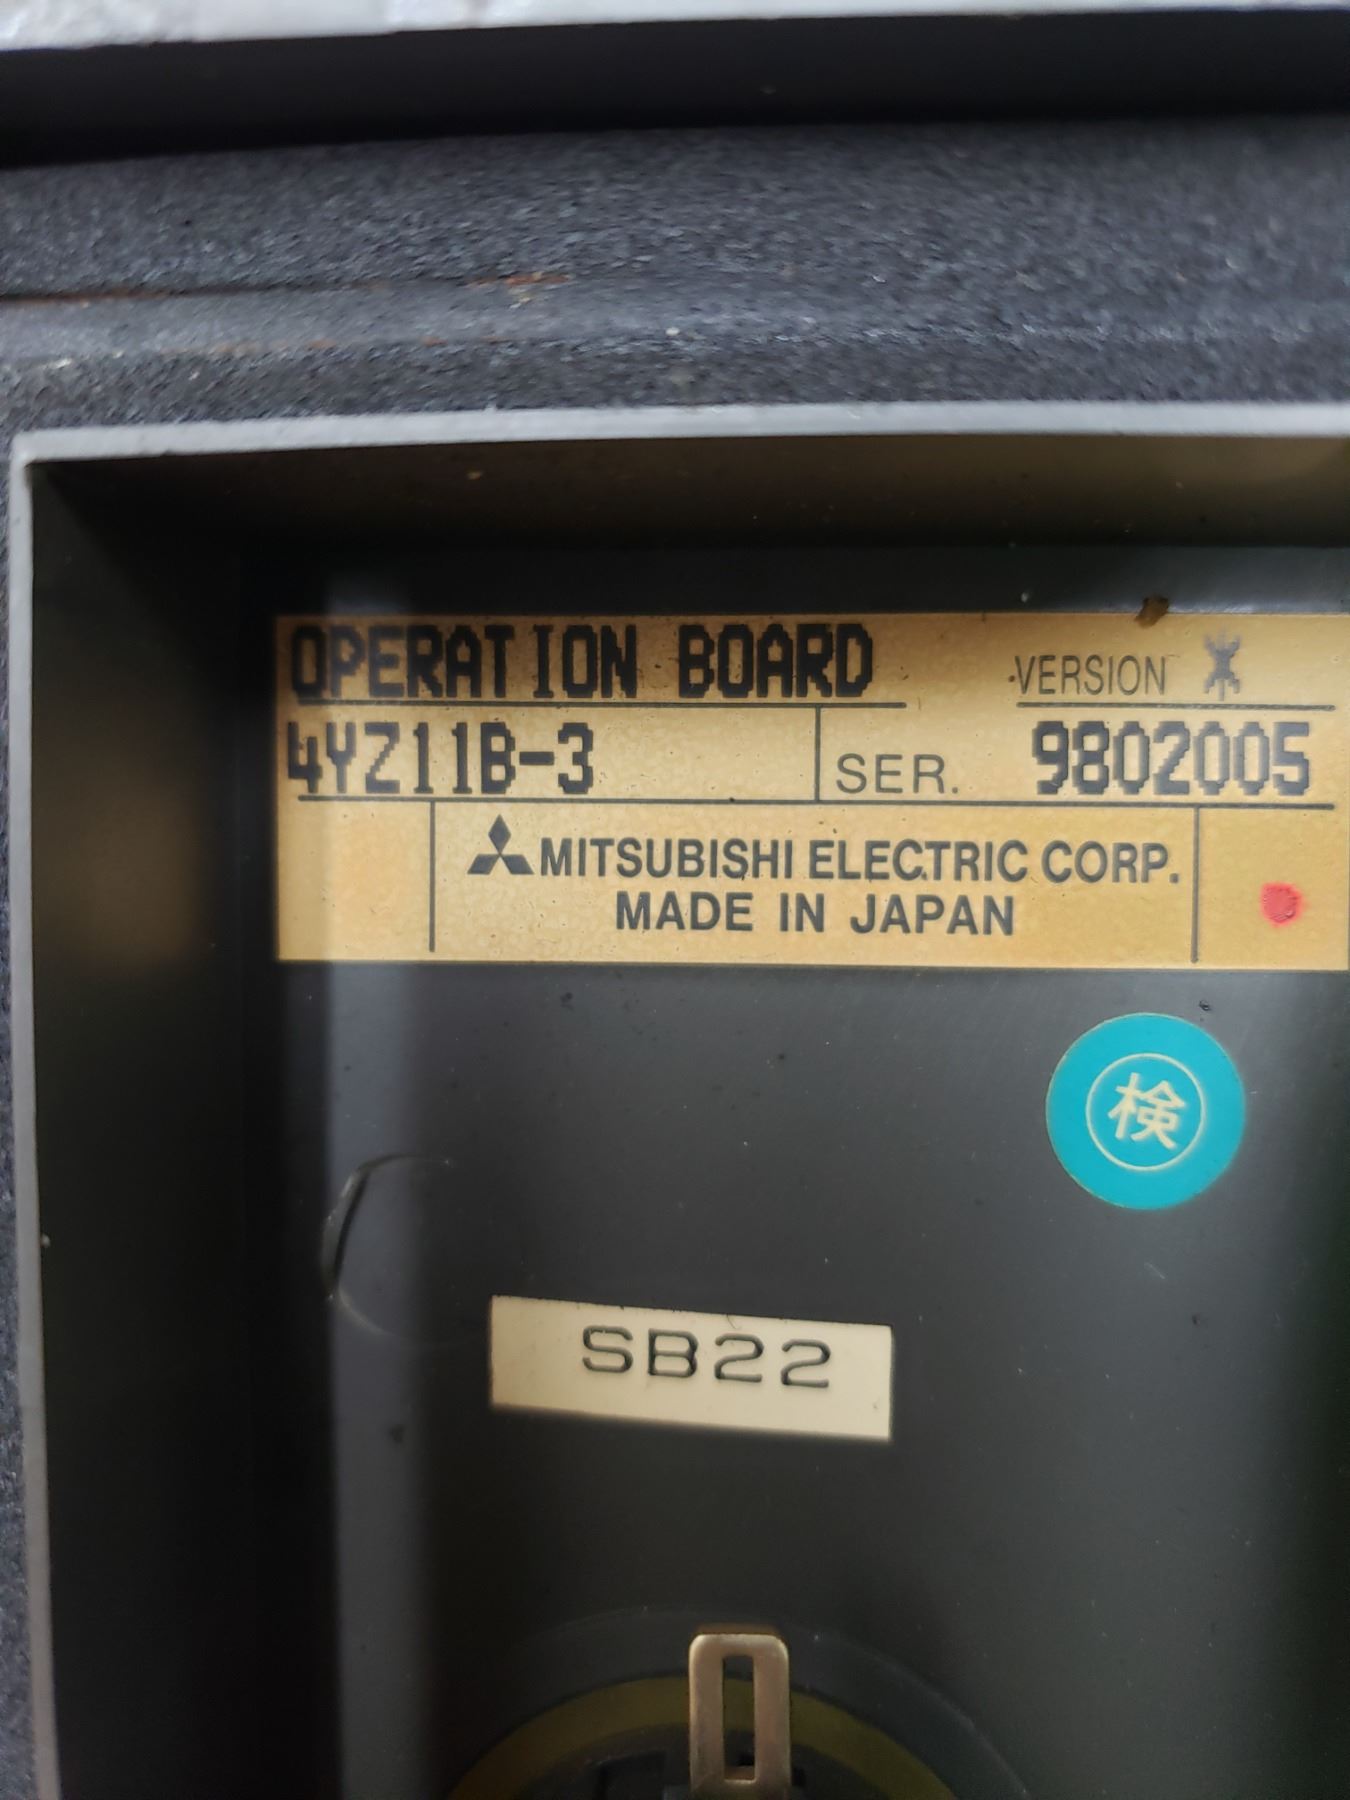 OPERATION BOARD VERSION
4YZ11B-3 SER. 9802005
MITSUBISHI ELECTRIC CORP.
MADE IN JAPAN
検
SB22